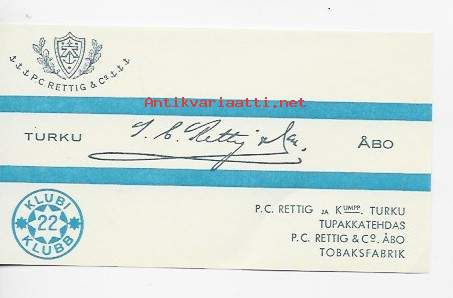 P.C. RETTIG & Cº
Antikvariaatti.net
TURKU P. C. Rettig ÅBO
KLUBI
22
KLUBB
P.C. RETTIG JA KUMPP. TURKU
TUPAKKATEHDAS
P.C. RETTIG & Cº. ÅBO
TOBAKSFABRIK